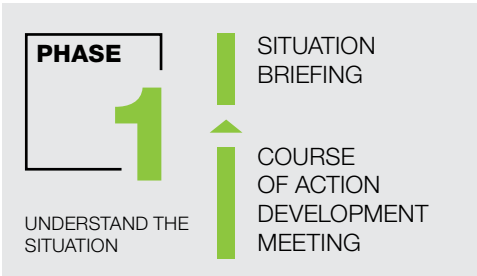 PHASE
1
UNDERSTAND THE
SITUATION
SITUATION
BRIEFING
COURSE
OF ACTION
DEVELOPMENT
MEETING